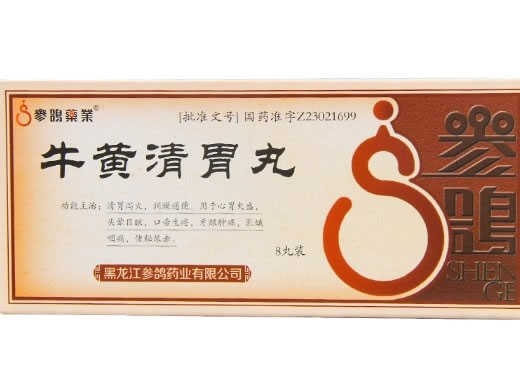 參鴿藥業®
[批准文号] 国药准字Z23021699
牛黄清胃丸
功能主治：清胃泻火，润燥通便。用于心胃火盛，
头晕目眩，口舌生疮，牙龈肿痛，乳蛾
咽痛，便秘尿赤。
8丸装
黑龙江参鸽药业有限公司
參鴿
SHEN
GE